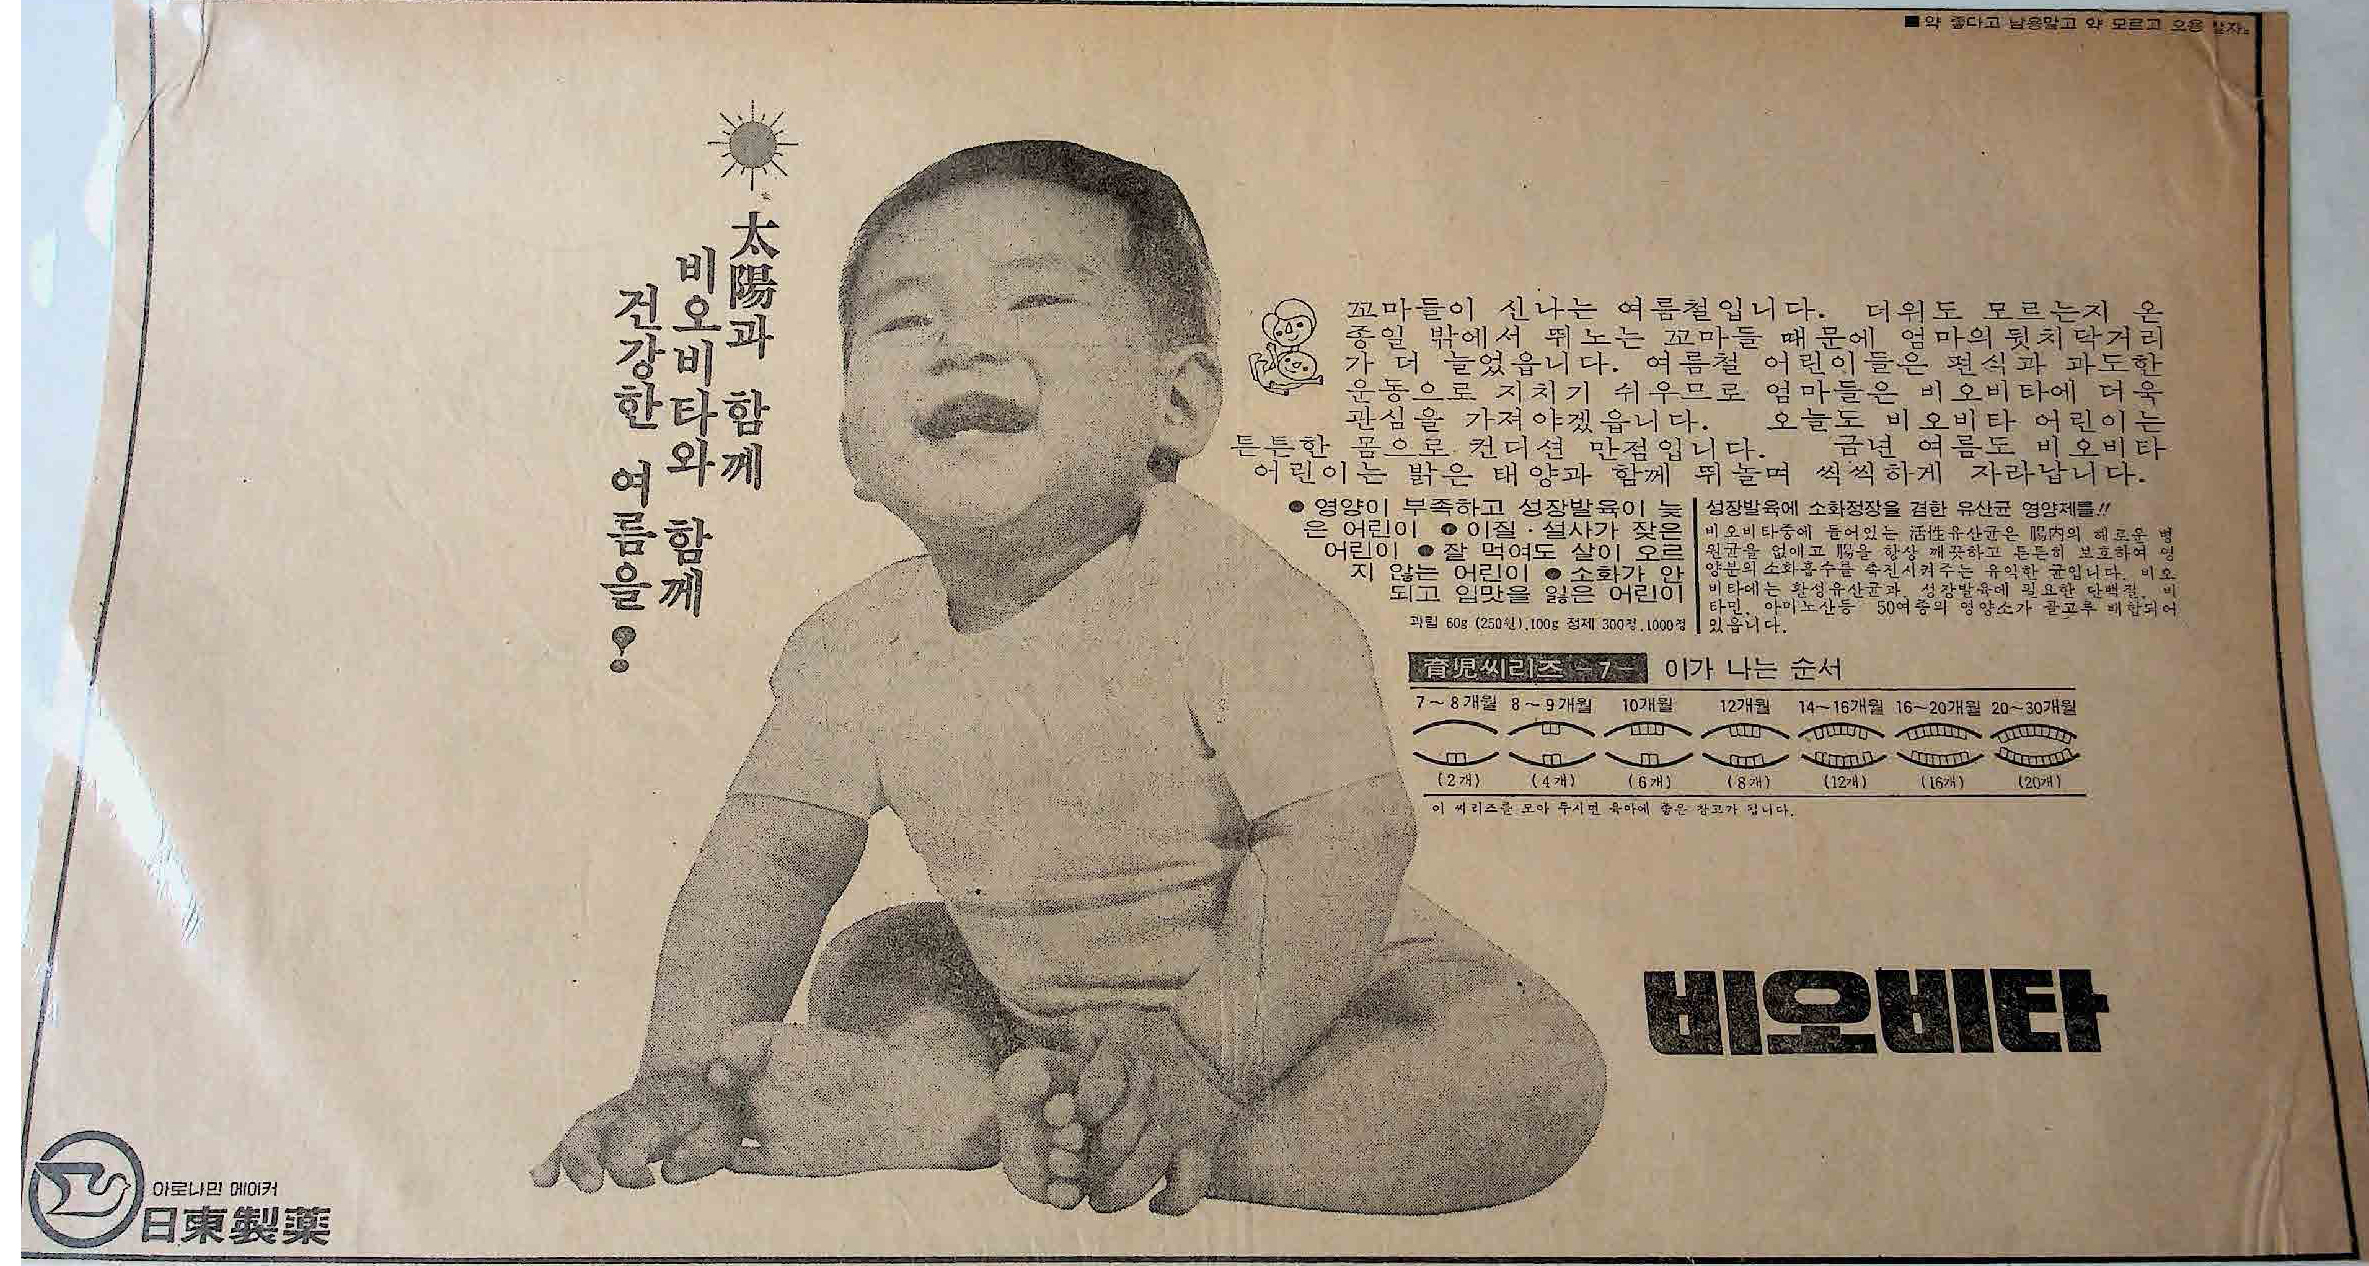 ■약 좋다고 남용말고 약 모르고 오용 말자.
太陽과 함께
비오비타와 함께
건강한 여름을!
꼬마들이 신나는 여름철입니다. 더위도 모르는지 온
종일 밖에서 뛰노는 꼬마들 때문에 엄마의 뒷치닥거리
가 더 늘었읍니다. 여름철 어린이들은 편식과 과도한
운동으로 지치기 쉬우므로 엄마들은 비오비타에 더욱
관심을 가져야겠읍니다. 오늘도 비오비타 어린이는
튼튼한 몸으로 컨디션 만점입니다. 금년 여름도 비오비타
어린이는 밝은 태양과 함께 뛰놀며 씩씩하게 자라납니다.
●영양이 부족하고 성장발육이 늦
은 어린이 ●이질·설사가 잦은
어린이 ●잘 먹여도 살이 오르
지 않는 어린이 ●소화가 안
되고 입맛을 잃은 어린이
과립 60g (250원).100g 정제 300정.1000정
성장발육에 소화정장을 겸한 유산균 영양제를!!
비오비타중에 들어있는 活性유산균은 腸内의 해로운 병
원균을 없애고 腸을 항상 깨끗하고 튼튼히 보호하여 영
양분의 소화흡수를 촉진시켜주는 유익한 균입니다. 비오
비타에는 활성유산균과, 성장발육에 필요한 단백질, 비
타민, 아미노산등 50여종의 영양소가 골고루 배합되어
있읍니다.
育児씨리즈 -7- 이가 나는 순서
7~8개월 8~9개월 10개월 12개월 14~16개월 16~20개월 20~30개월
(2개) (4개) (6개) (8개) (12개) (16개) (20개)
이 씨리즈를 모아 두시면 육아에 좋은 참고가 됩니다.
비오비타
아로나민 메이커
日東製薬